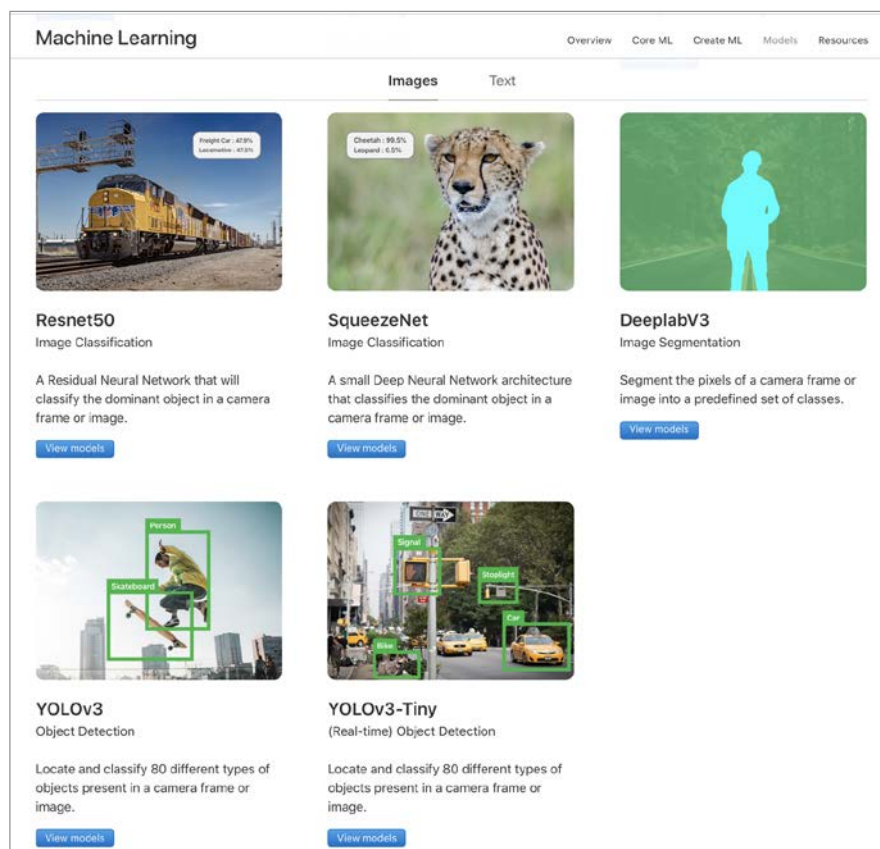 Machine Learning
Overview Core ML Create ML Models Resources
Images Text
Freight Car : 47.9%
Locomotive : 47.5%
Cheetah : 99.5%
Leopard : 6.5%
Resnet50
Image Classification
A Residual Neural Network that will
classify the dominant object in a camera
frame or image.
View models
SqueezeNet
Image Classification
A small Deep Neural Network architecture
that classifies the dominant object in a
camera frame or image.
View models
DeeplabV3
Image Segmentation
Segment the pixels of a camera frame or
image into a predefined set of classes.
View models
Person
Skateboard
ONE WAY
Signal
Stoplight
Car
Bike
YOLOv3
Object Detection
Locate and classify 80 different types of
objects present in a camera frame or
image.
View models
YOLOv3-Tiny
(Real-time) Object Detection
Locate and classify 80 different types of
objects present in a camera frame or
image.
View models